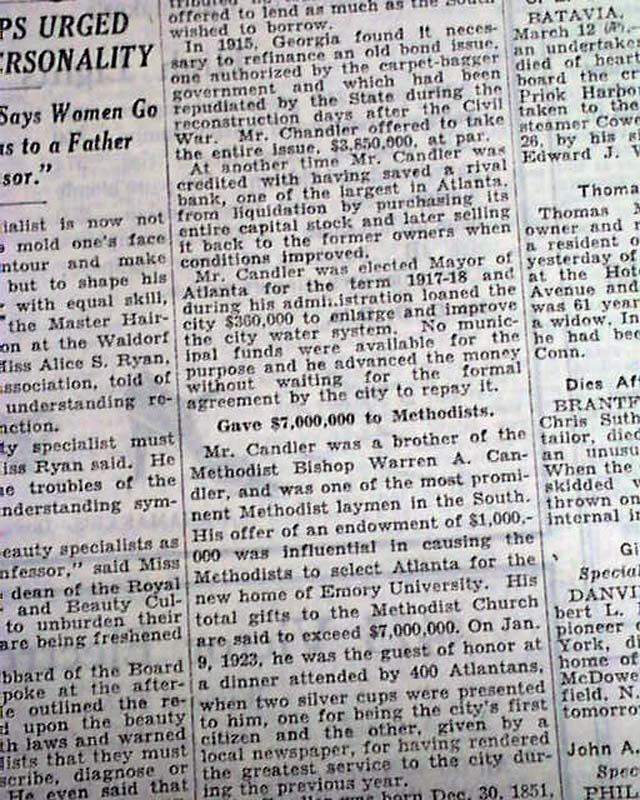 PS URGED
ERSONALITY
Says Women Go
as to a Father
sor."
ialist is now not
mold one's face
ntour and make
but to shape his
with equal skill,
the Master Hair-
on at the Waldorf
Miss Alice S. Ryan,
association, told of
understanding re-
nction.
ty specialist must
iss Ryan said. He
e troubles of the
nderstanding sym-
eauty specialists as
nfessor," said Miss
dean of the Royal
and Beauty Cul-
to unburden their
are being freshened
bbard of the Board
poke at the after-
le outlined the re-
d upon the beauty
th laws and warned
lists that they must
scribe, diagnose or
He even said that
offered to lend as much as the South
wished to borrow.
In 1915, Georgia found it neces-
sary to refinance an old bond issue,
one authorized by the carpet-bagger
government and which had been
repudiated by the State during the
reconstruction days after the Civil
War. Mr. Chandler offered to take
the entire issue, $3,850,000, at par.
At another time Mr. Candler was
credited with having saved a rival
bank, one of the largest in Atlanta,
from liquidation by purchasing its
entire capital stock and later selling
it back to the former owners when
conditions improved.
Mr. Candler was elected Mayor of
Atlanta for the term 1917-18 and
during his administration loaned the
city $360,000 to enlarge and improve
the city water system. No munic-
ipal funds were available for the
purpose and he advanced the money
without waiting for the formal
agreement by the city to repay it.
Gave $7,000,000 to Methodists.
Mr. Candler was a brother of the
Methodist Bishop Warren A. Can-
dler, and was one of the most promi-
nent Methodist laymen in the South.
His offer of an endowment of $1,000,-
000 was influential in causing the
Methodists to select Atlanta for the
new home of Emory University. His
total gifts to the Methodist Church
are said to exceed $7,000,000. On Jan.
9, 1923, he was the guest of honor at
a dinner attended by 400 Atlantans,
when two silver cups were presented
to him, one for being the city's first
citizen and the other, given by a
local newspaper, for having rendered
the greatest service to the city dur-
ing the previous year.
was born Dec. 30, 1851,
BATAVIA,
March 12
an undertake
died of heart
board the cr
Priok Harbo
taken to the
steamer Cowe
26, by his s
Edward J. W
Thoma
Thomas M
owner and r
a resident o
yesterday of
at the Hot
Avenue and
was 61 year
a widow. In
he had bee
Conn.
Dies Af
BRANTF
Chris Suth
tailor, died
an unusu
When the
skidded v
thrown on
internal in
Gi
Special
DANVI
bert L.
pioneer c
York, di
home of
McDowe
field, N.
tomorro
John A.
Spec
PHIL